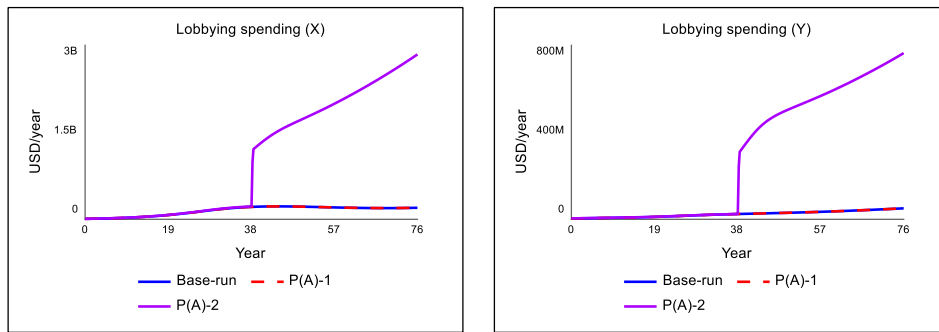 Lobbying spending (X)
3B
1.5B
0
USD/year
0 19 38 57 76
Year
Base-run P(A)-1
P(A)-2
Lobbying spending (Y)
800M
400M
0
USD/year
0 19 38 57 76
Year
Base-run P(A)-1
P(A)-2